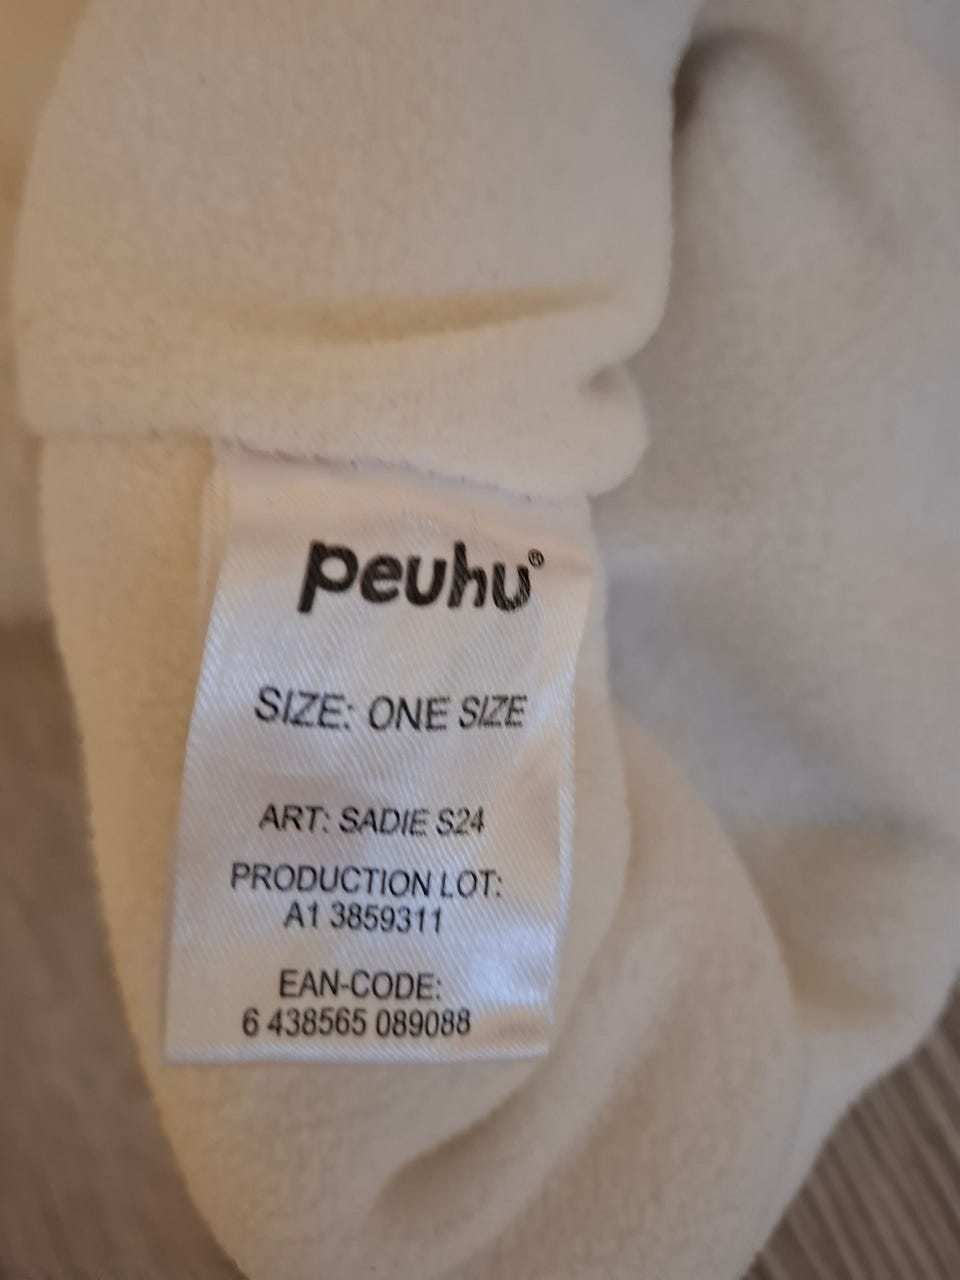 peuhu®
SIZE: ONE SIZE
ART: SADIE S24
PRODUCTION LOT:
A1 3859311
EAN-CODE:
6 438565 089088